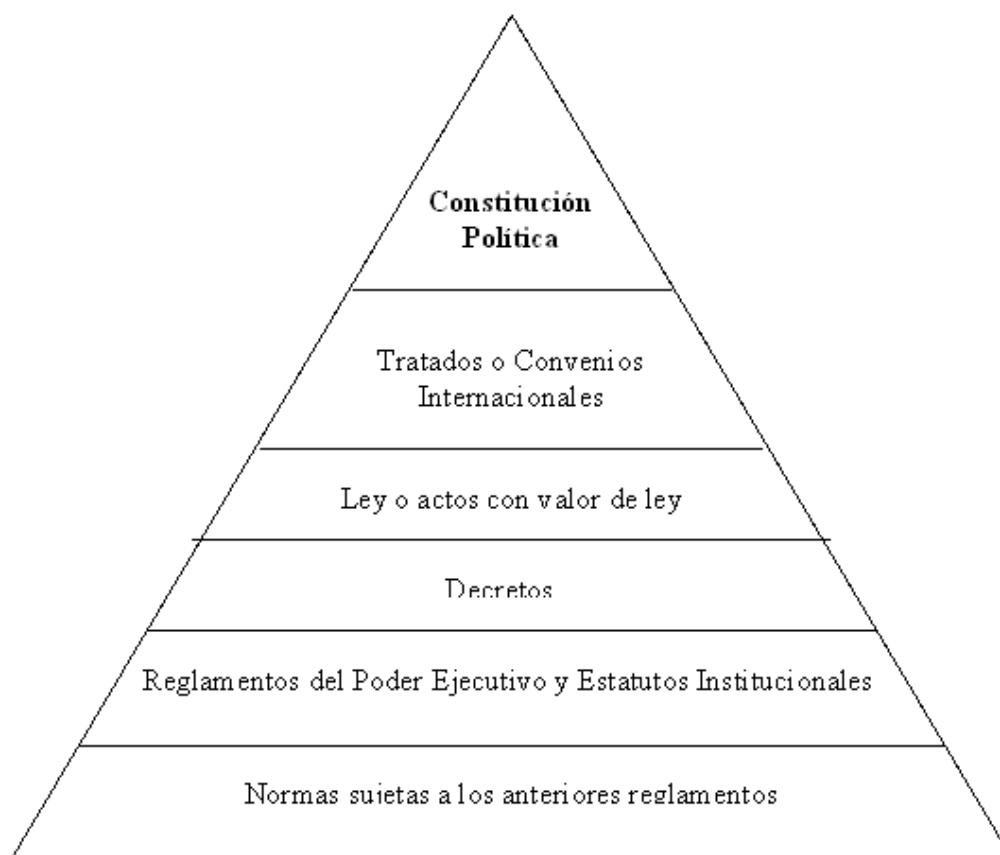 Constitución
Política
Tratados o Convenios
Internacionales
Ley o actos con valor de ley
Decretos
Reglamentos del Poder Ejecutivo y Estatutos Institucionales
Normas sujetas a los anteriores reglamentos